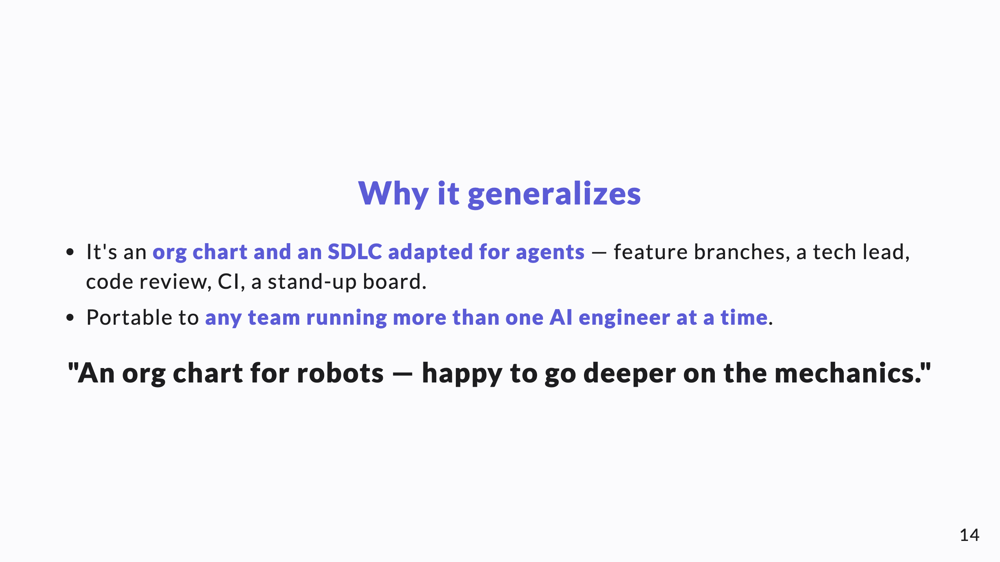 Why it generalizes
• It's an org chart and an SDLC adapted for agents — feature branches, a tech lead,
code review, CI, a stand-up board.
• Portable to any team running more than one AI engineer at a time.
"An org chart for robots — happy to go deeper on the mechanics."
14